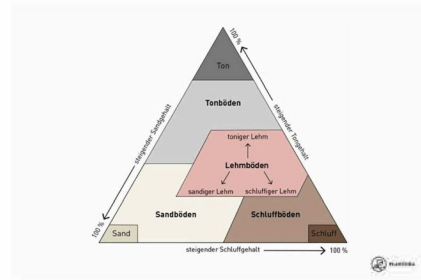 100 %
Ton
steigender Sandgehalt
steigender Tongehalt
Tonböden
toniger Lehm
Lehmböden
sandiger Lehm
schluffiger Lehm
Sandböden
Schluffböden
100 %
Sand
Schluff
steigender Schluffgehalt
100 %